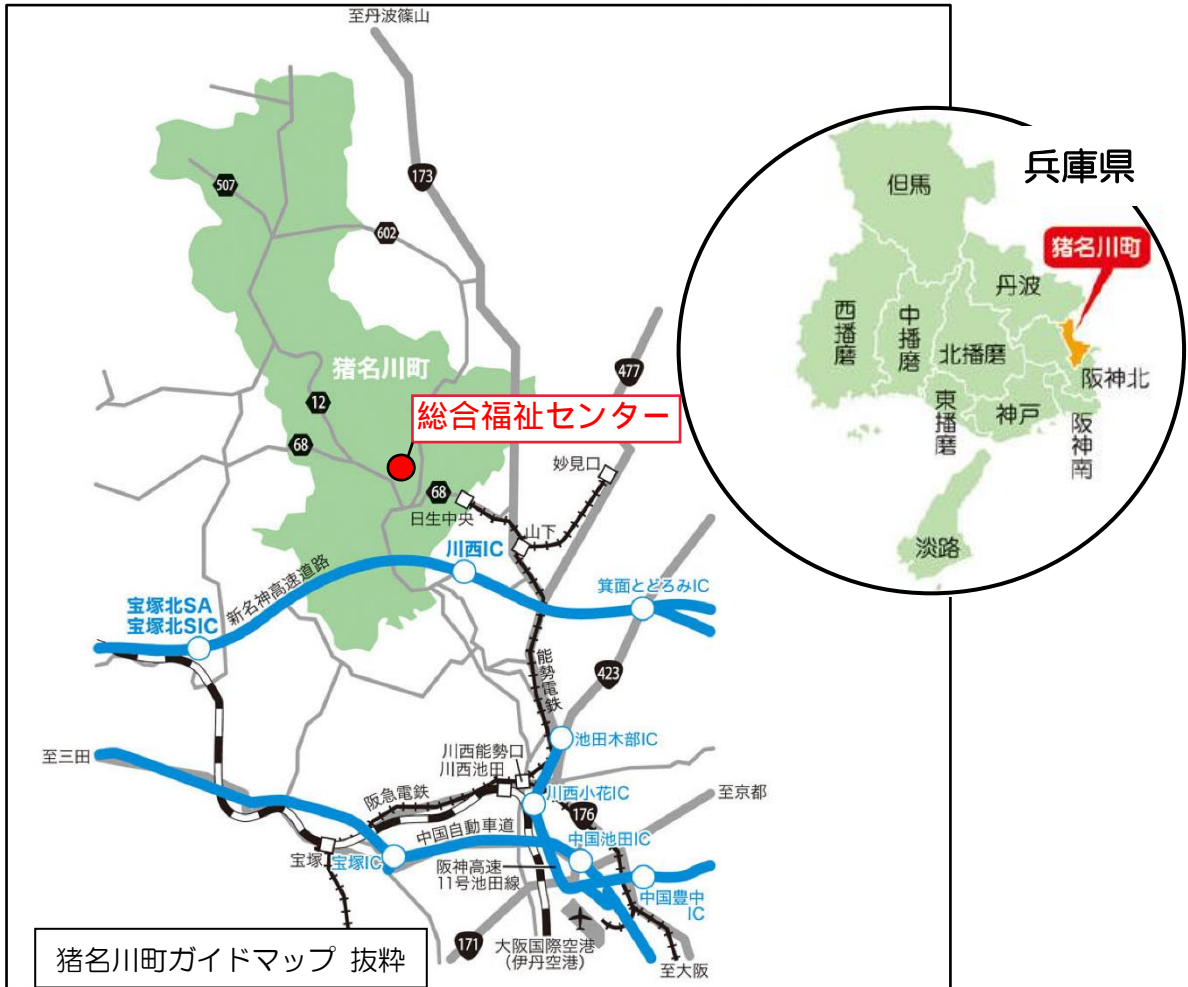 至丹波篠山
兵庫県
但馬
173
507
602
猪名川町
丹波
西播磨
中播磨
北播磨
阪神北
東播磨
神戸
阪神南
淡路
猪名川町
477
12
総合福祉センター
68
妙見口
68
日生中央
山下
川西IC
新名神高速道路
箕面とどろみIC
宝塚北SA
宝塚北SIC
能勢電鉄
423
池田木部IC
至三田
川西能勢口
川西池田
川西小花IC
阪急電鉄
176
至京都
中国自動車道
中国池田IC
宝塚
宝塚IC
阪神高速
11号池田線
中国豊中
IC
171
大阪国際空港
(伊丹空港)
至大阪
猪名川町ガイドマップ 抜粋